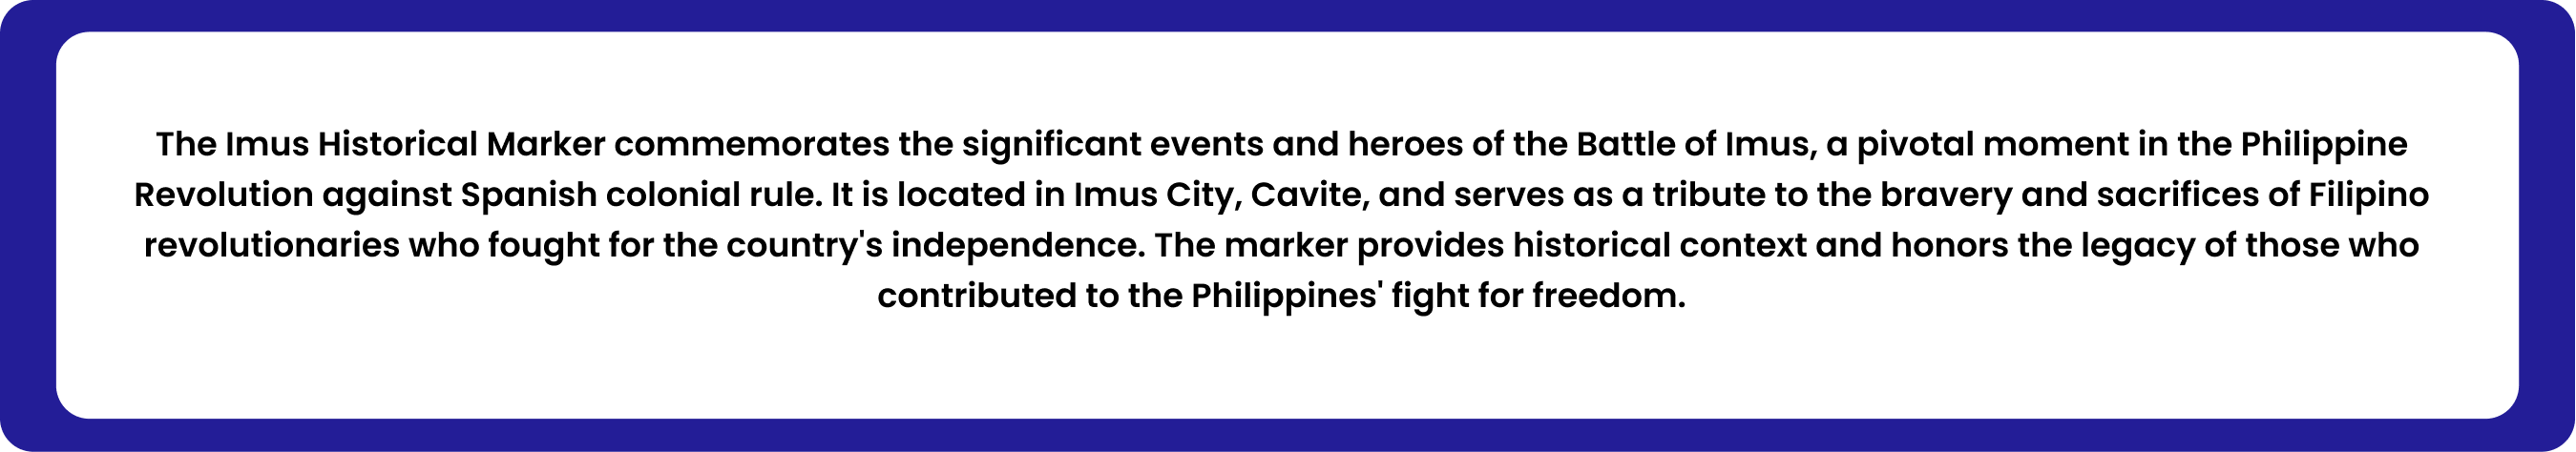 The Imus Historical Marker commemorates the significant events and heroes of the Battle of Imus, a pivotal moment in the Philippine
Revolution against Spanish colonial rule. It is located in Imus City, Cavite, and serves as a tribute to the bravery and sacrifices of Filipino
revolutionaries who fought for the country's independence. The marker provides historical context and honors the legacy of those who
contributed to the Philippines' fight for freedom.